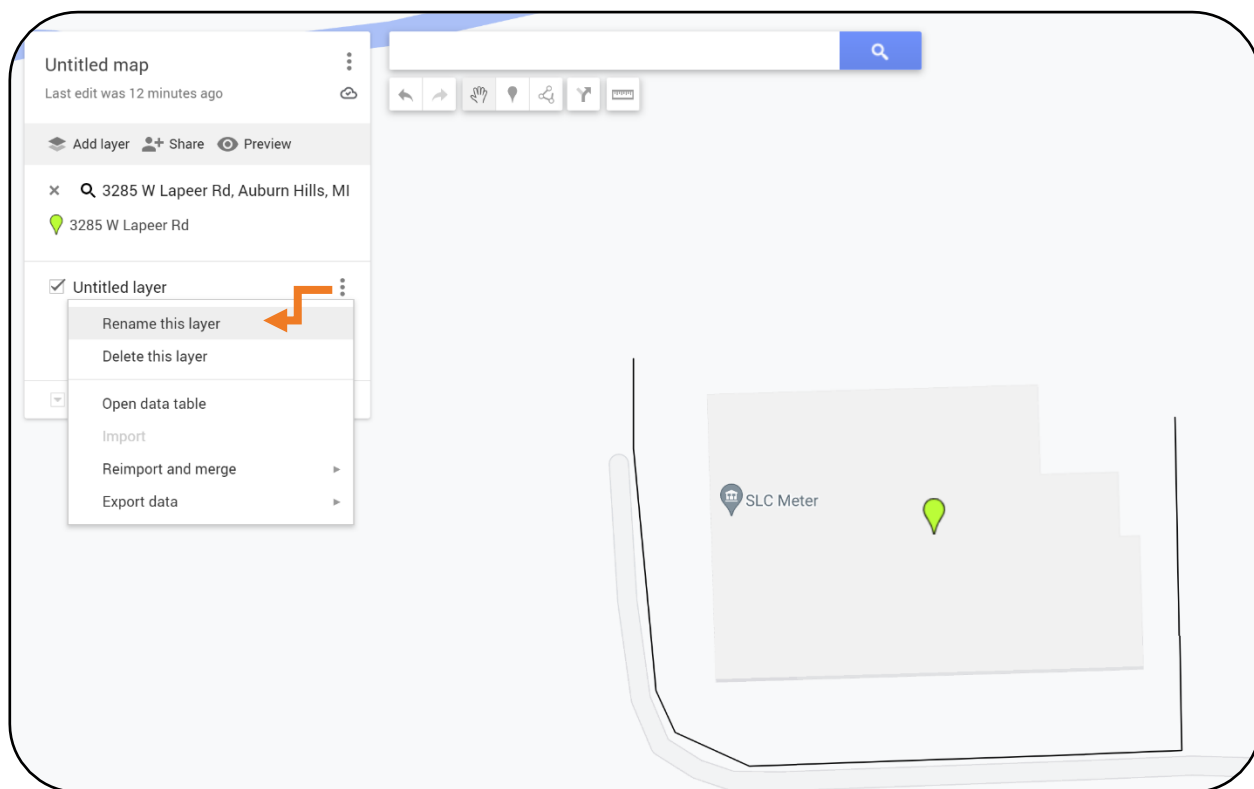 Untitled map
Last edit was 12 minutes ago
Add layer Share Preview
3285 W Lapeer Rd, Auburn Hills, MI
3285 W Lapeer Rd
Untitled layer
Rename this layer
Delete this layer
Open data table
Import
Reimport and merge
Export data
SLC Meter